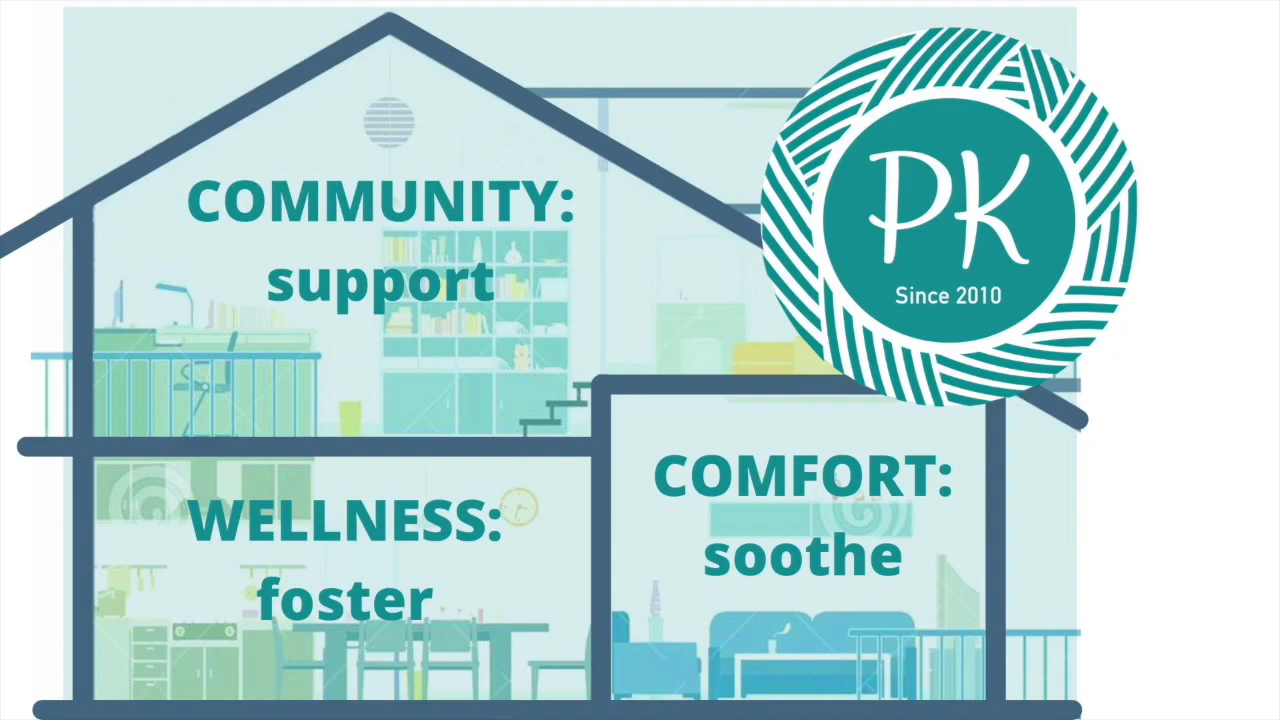 COMMUNITY:
support
PK
Since 2010
WELLNESS:
foster
COMFORT:
soothe